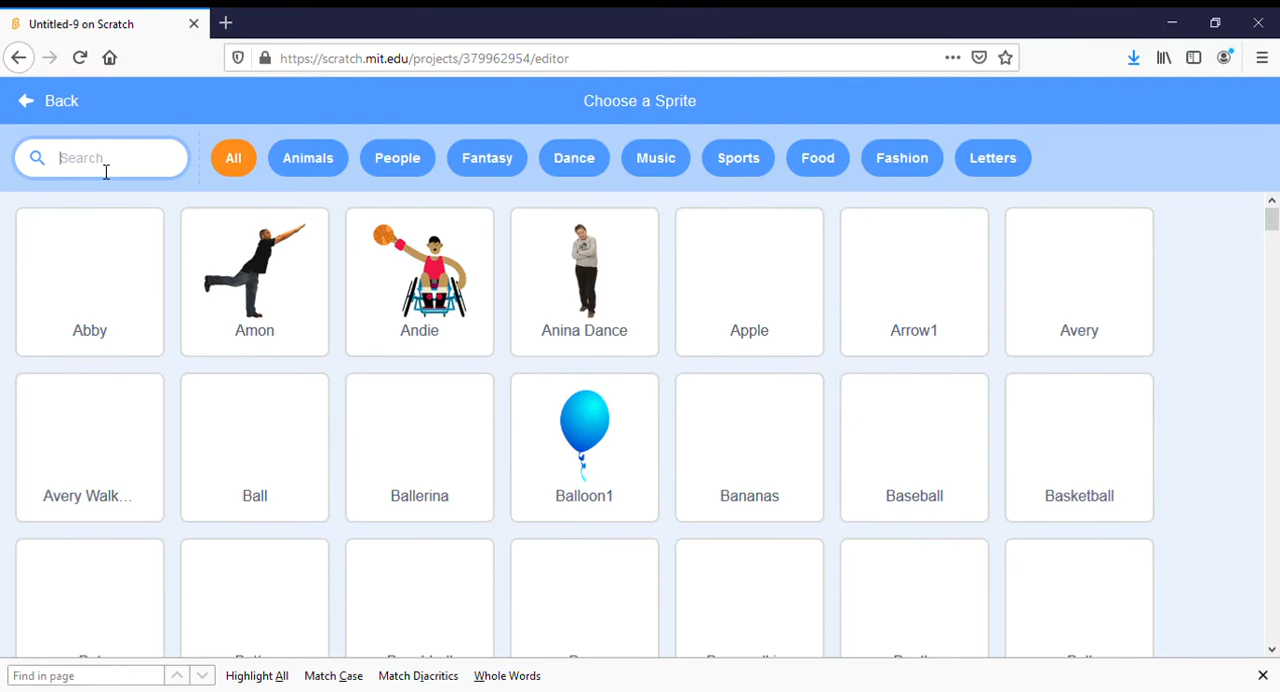 Untitled-9 on Scratch
https://scratch.mit.edu/projects/379962954/editor
Back
Choose a Sprite
Search
All
Animals
People
Fantasy
Dance
Music
Sports
Food
Fashion
Letters
Abby
Amon
Andie
Anina Dance
Apple
Arrow1
Avery
Avery Walk...
Ball
Ballerina
Balloon1
Bananas
Baseball
Basketball
Find in page
Highlight All
Match Case
Match Diacritics
Whole Words